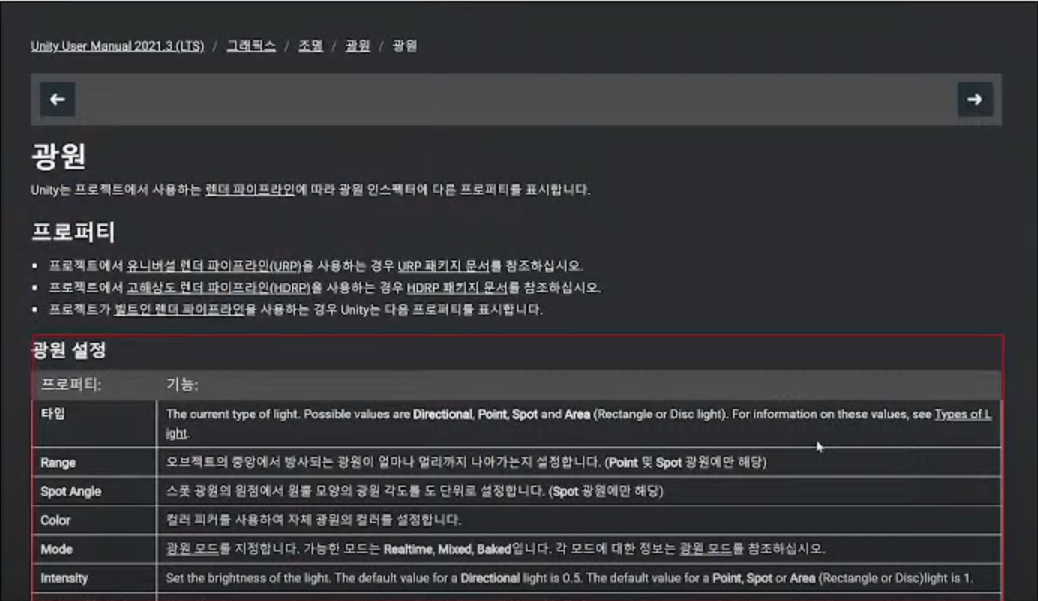 Unity User Manual 2021.3 (LTS) / 그래픽스 / 조명 / 광원 / 광원
광원
Unity는 프로젝트에서 사용하는 렌더 파이프라인에 따라 광원 인스펙터에 다른 프로퍼티를 표시합니다.
프로퍼티
• 프로젝트에서 유니버설 렌더 파이프라인(URP)을 사용하는 경우 URP 패키지 문서를 참조하십시오.
• 프로젝트에서 고해상도 렌더 파이프라인(HDRP)을 사용하는 경우 HDRP 패키지 문서를 참조하십시오.
• 프로젝트가 빌트인 렌더 파이프라인을 사용하는 경우 Unity는 다음 프로퍼티를 표시합니다.
광원 설정
프로퍼티: 기능:
타입 The current type of light. Possible values are Directional, Point, Spot and Area (Rectangle or Disc light). For information on these values, see Types of L
ight.
Range 오브젝트의 중앙에서 방사되는 광원이 얼마나 멀리까지 나아가는지 설정합니다. (Point 및 Spot 광원에만 해당)
Spot Angle 스폿 광원의 원점에서 원뿔 모양의 광원 각도를 도 단위로 설정합니다. (Spot 광원에만 해당)
Color 컬러 피커를 사용하여 자체 광원의 컬러를 설정합니다.
Mode 광원 모드를 지정합니다. 가능한 모드는 Realtime, Mixed, Baked입니다. 각 모드에 대한 정보는 광원 모드를 참조하십시오.
Intensity Set the brightness of the light. The default value for a Directional light is 0.5. The default value for a Point, Spot or Area (Rectangle or Disc)light is 1.